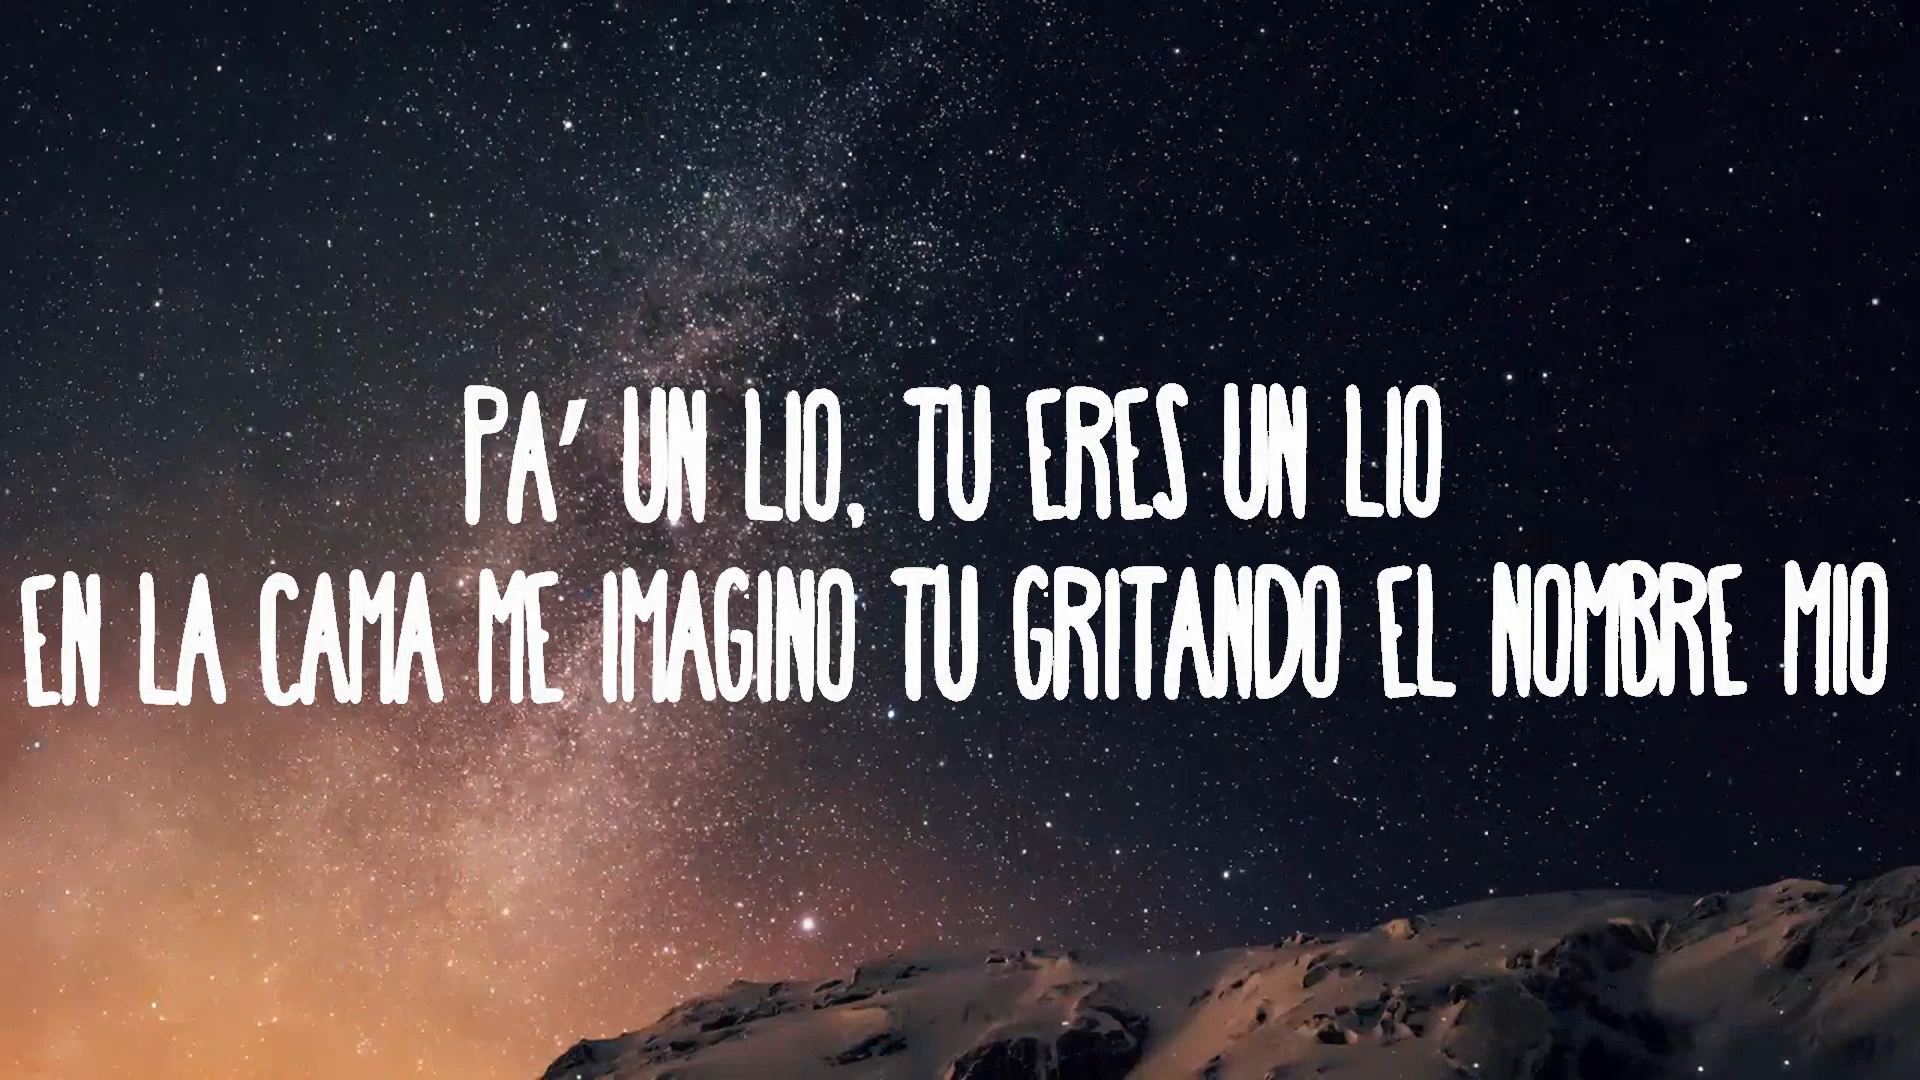 PA' UN LIO, TU ERES UN LIO
EN LA CAMA ME IMAGINO TU GRITANDO EL NOMBRE MIO